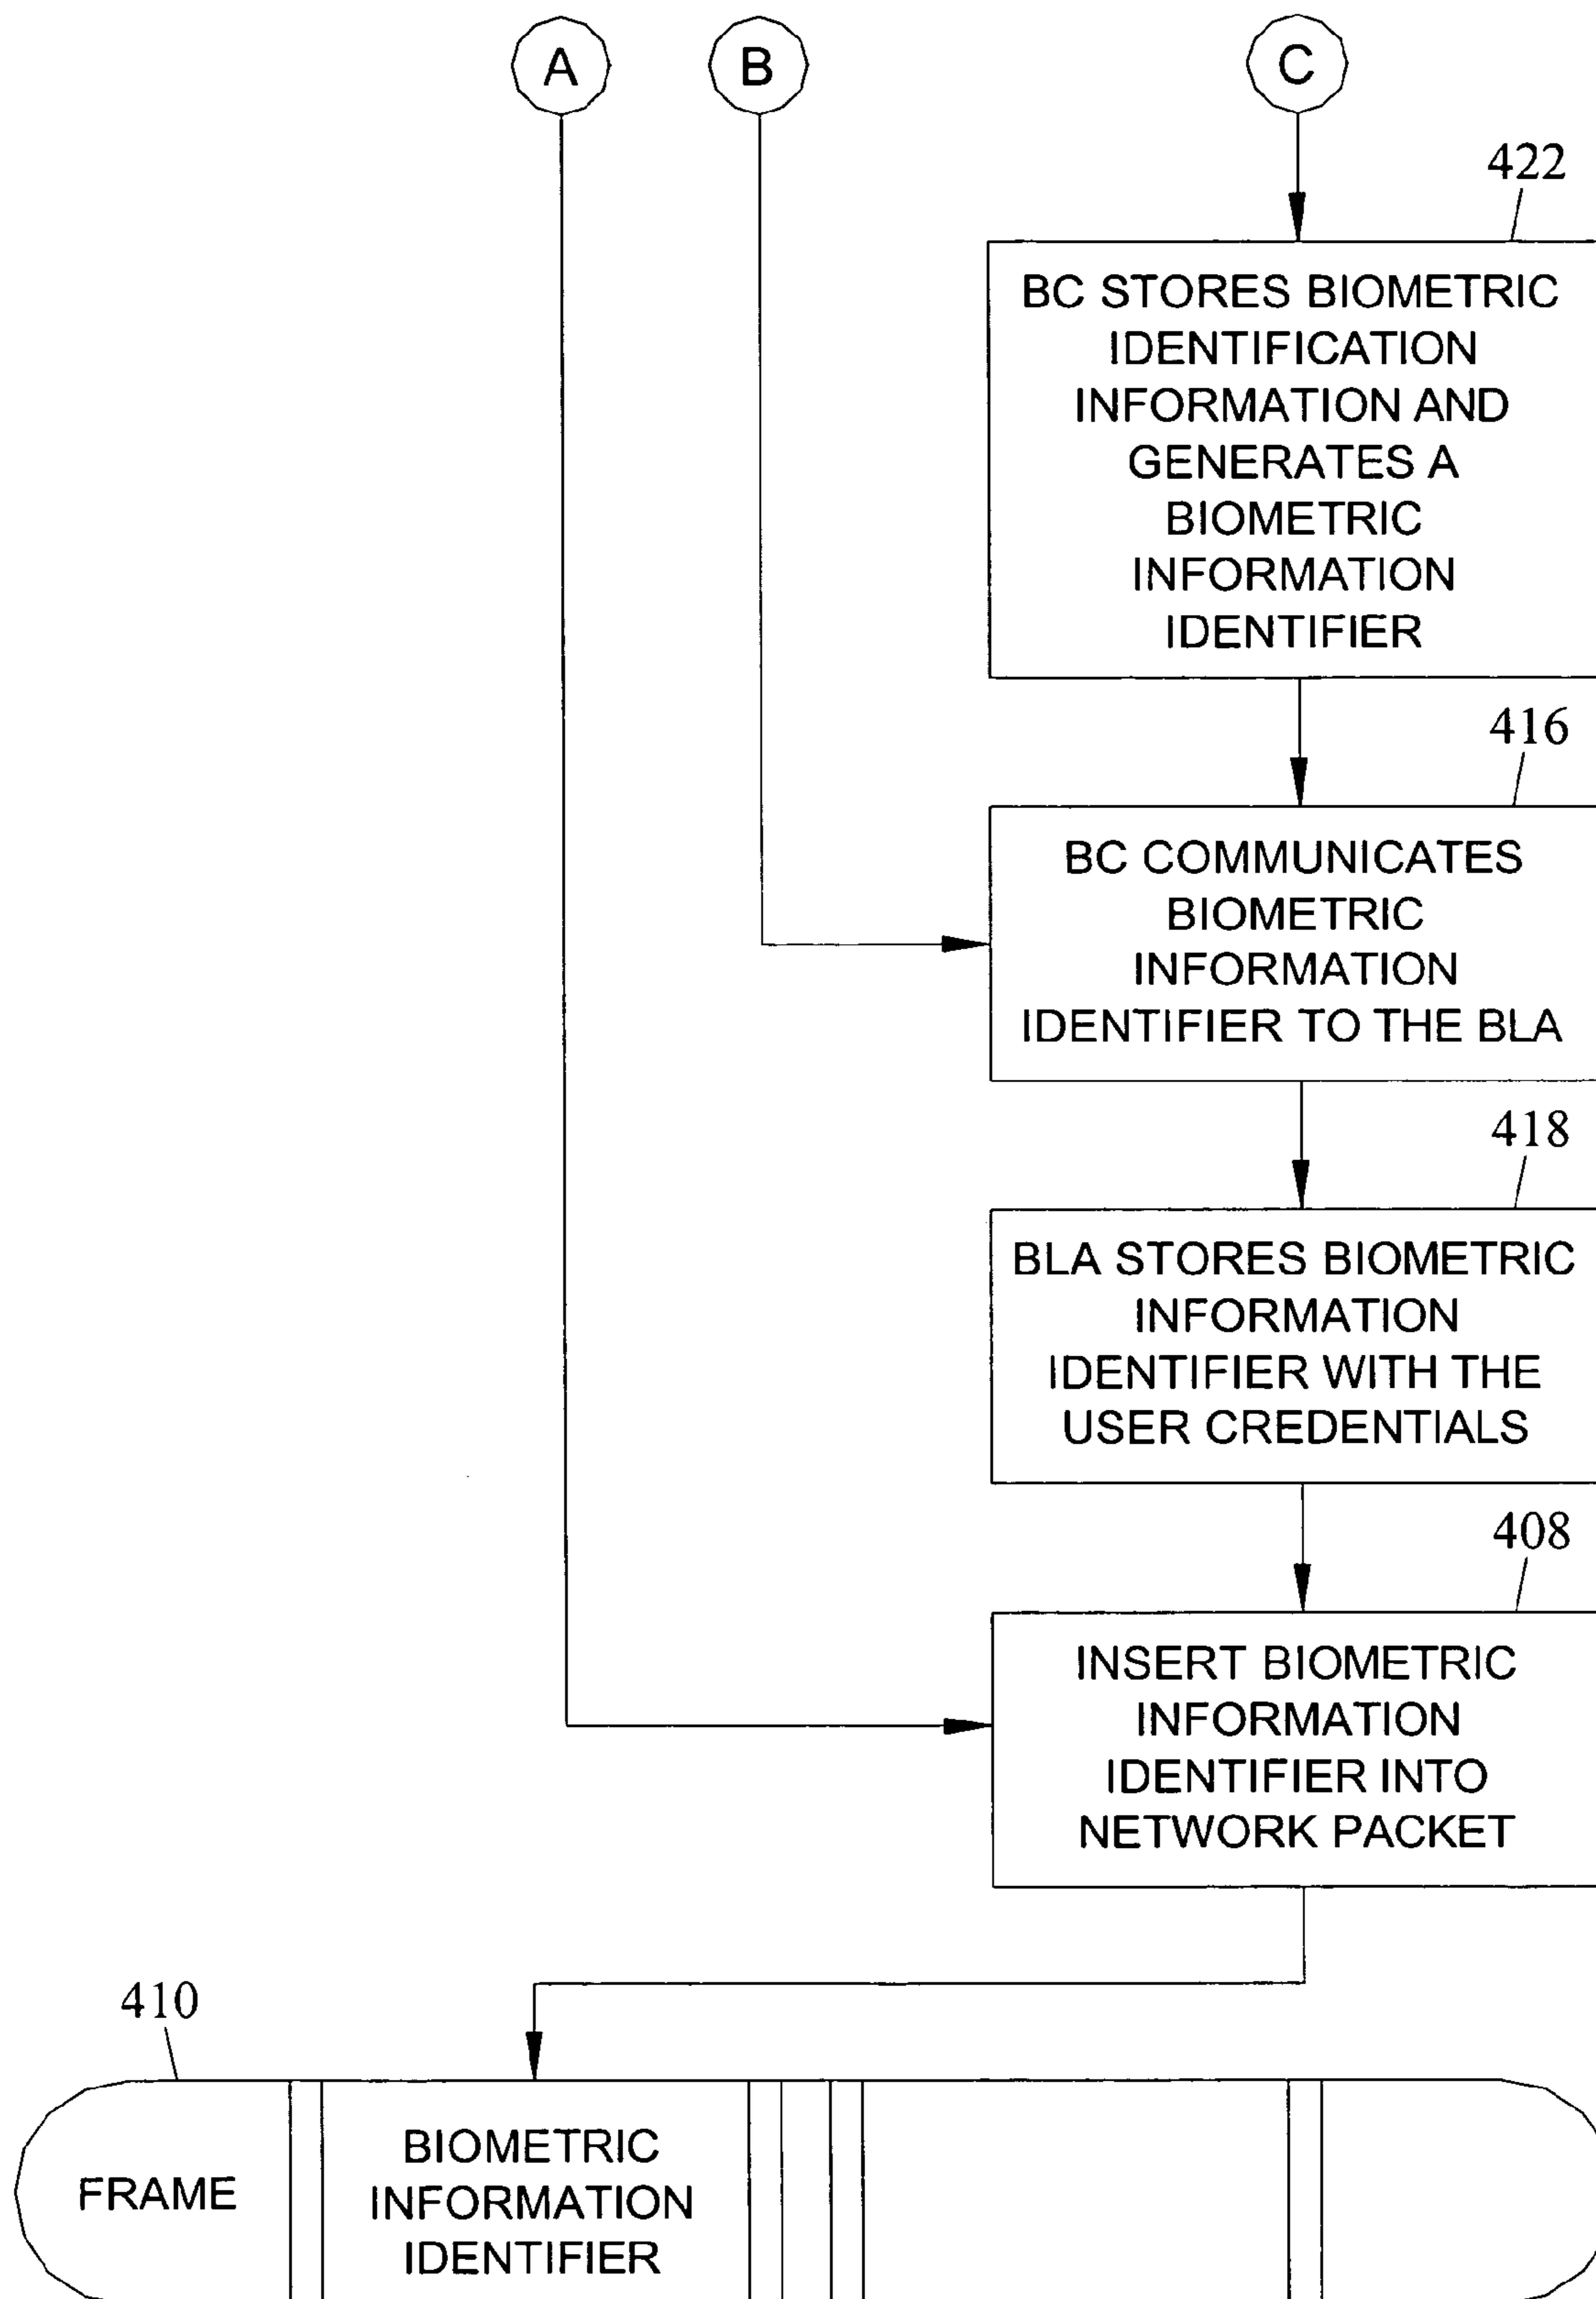 A
B
C
422
BC STORES BIOMETRIC
IDENTIFICATION
INFORMATION AND
GENERATES A
BIOMETRIC
INFORMATION
IDENTIFIER
416
BC COMMUNICATES
BIOMETRIC
INFORMATION
IDENTIFIER TO THE BLA
418
BLA STORES BIOMETRIC
INFORMATION
IDENTIFIER WITH THE
USER CREDENTIALS
408
INSERT BIOMETRIC
INFORMATION
IDENTIFIER INTO
NETWORK PACKET
410
FRAME
BIOMETRIC
INFORMATION
IDENTIFIER